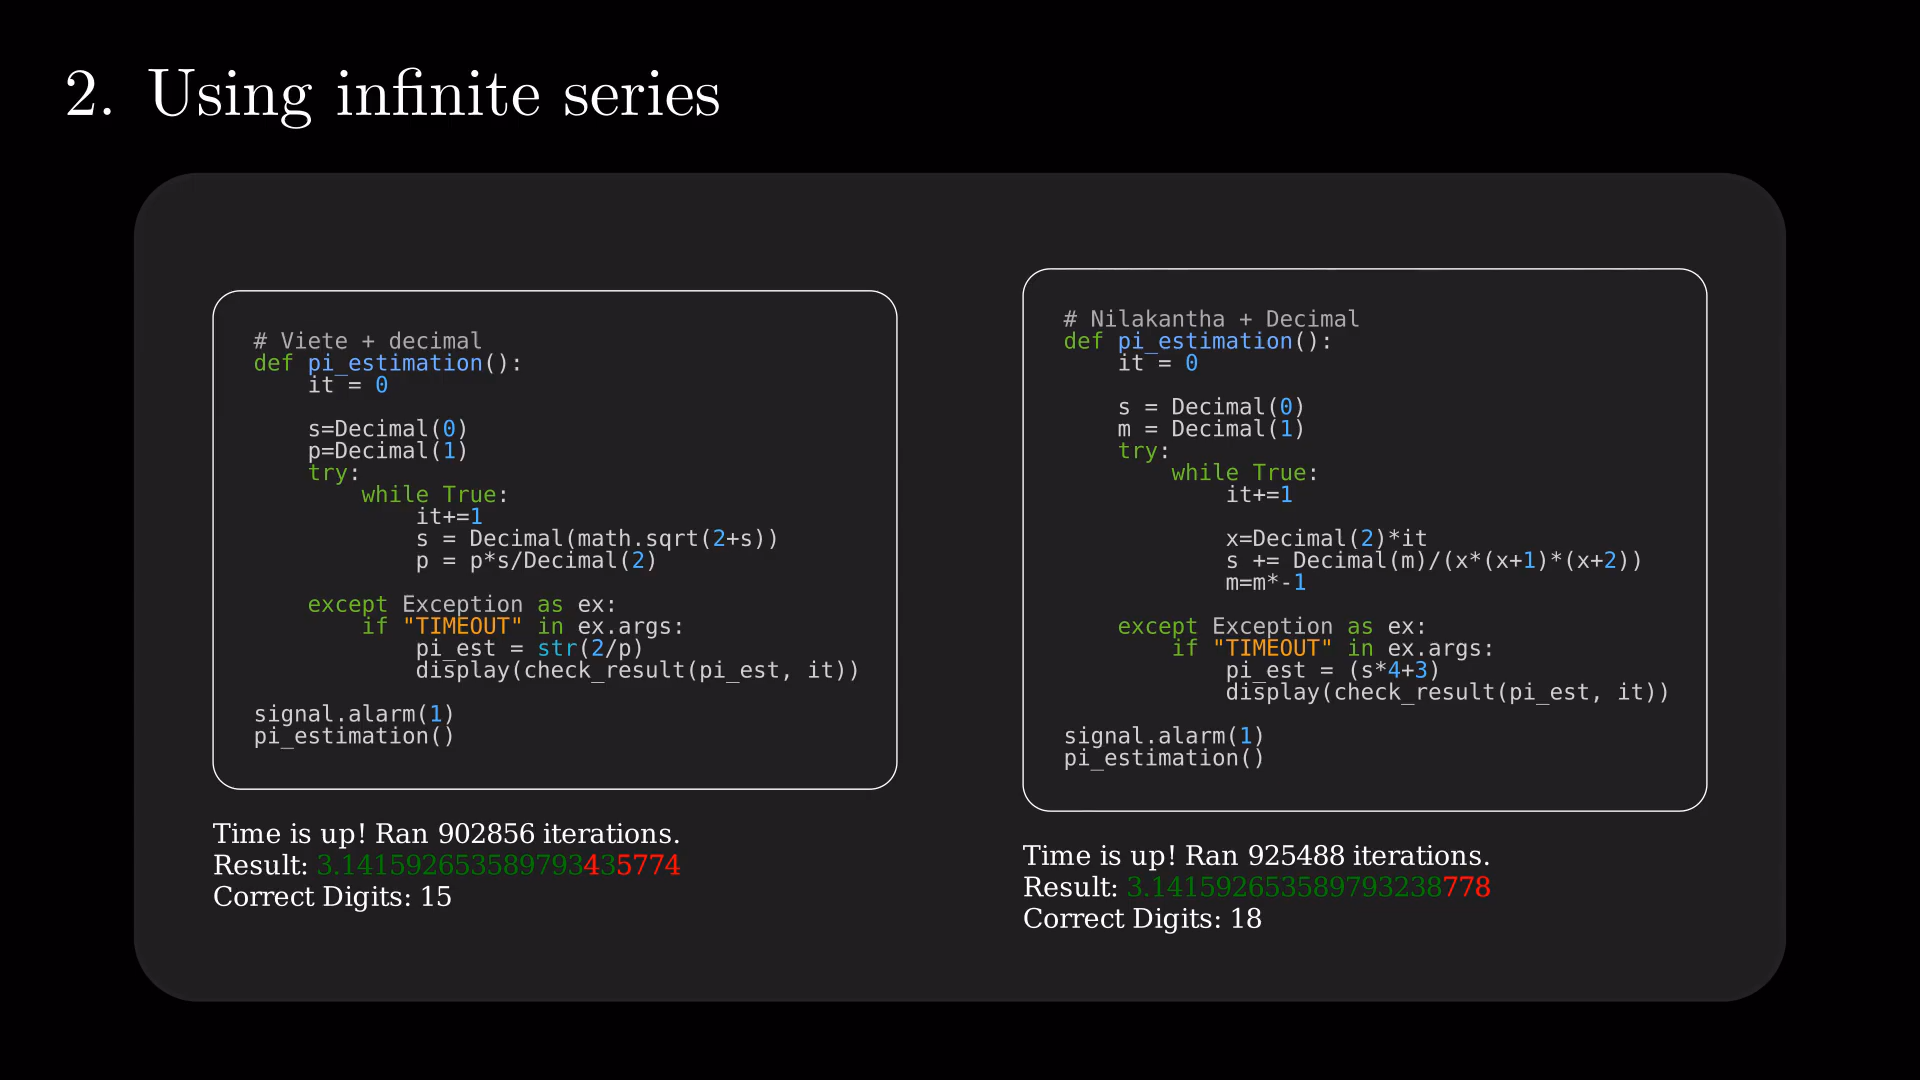 2. Using infinite series
# Viete + decimal
def pi_estimation():
    it = 0
    s=Decimal(0)
    p=Decimal(1)
    try:
        while True:
            it+=1
            s = Decimal(math.sqrt(2+s))
            p = p*s/Decimal(2)
    except Exception as ex:
        if "TIMEOUT" in ex.args:
            pi_est = str(2/p)
            display(check_result(pi_est, it))
signal.alarm(1)
pi_estimation()
Time is up! Ran 902856 iterations.
Result: 3.141592653589793435774
Correct Digits: 15
# Nilakantha + Decimal
def pi_estimation():
    it = 0
    s = Decimal(0)
    m = Decimal(1)
    try:
        while True:
            it+=1
            x=Decimal(2)*it
            s += Decimal(m)/(x*(x+1)*(x+2))
            m=m*-1
    except Exception as ex:
        if "TIMEOUT" in ex.args:
            pi_est = (s*4+3)
            display(check_result(pi_est, it))
signal.alarm(1)
pi_estimation()
Time is up! Ran 925488 iterations.
Result: 3.141592653589793238778
Correct Digits: 18